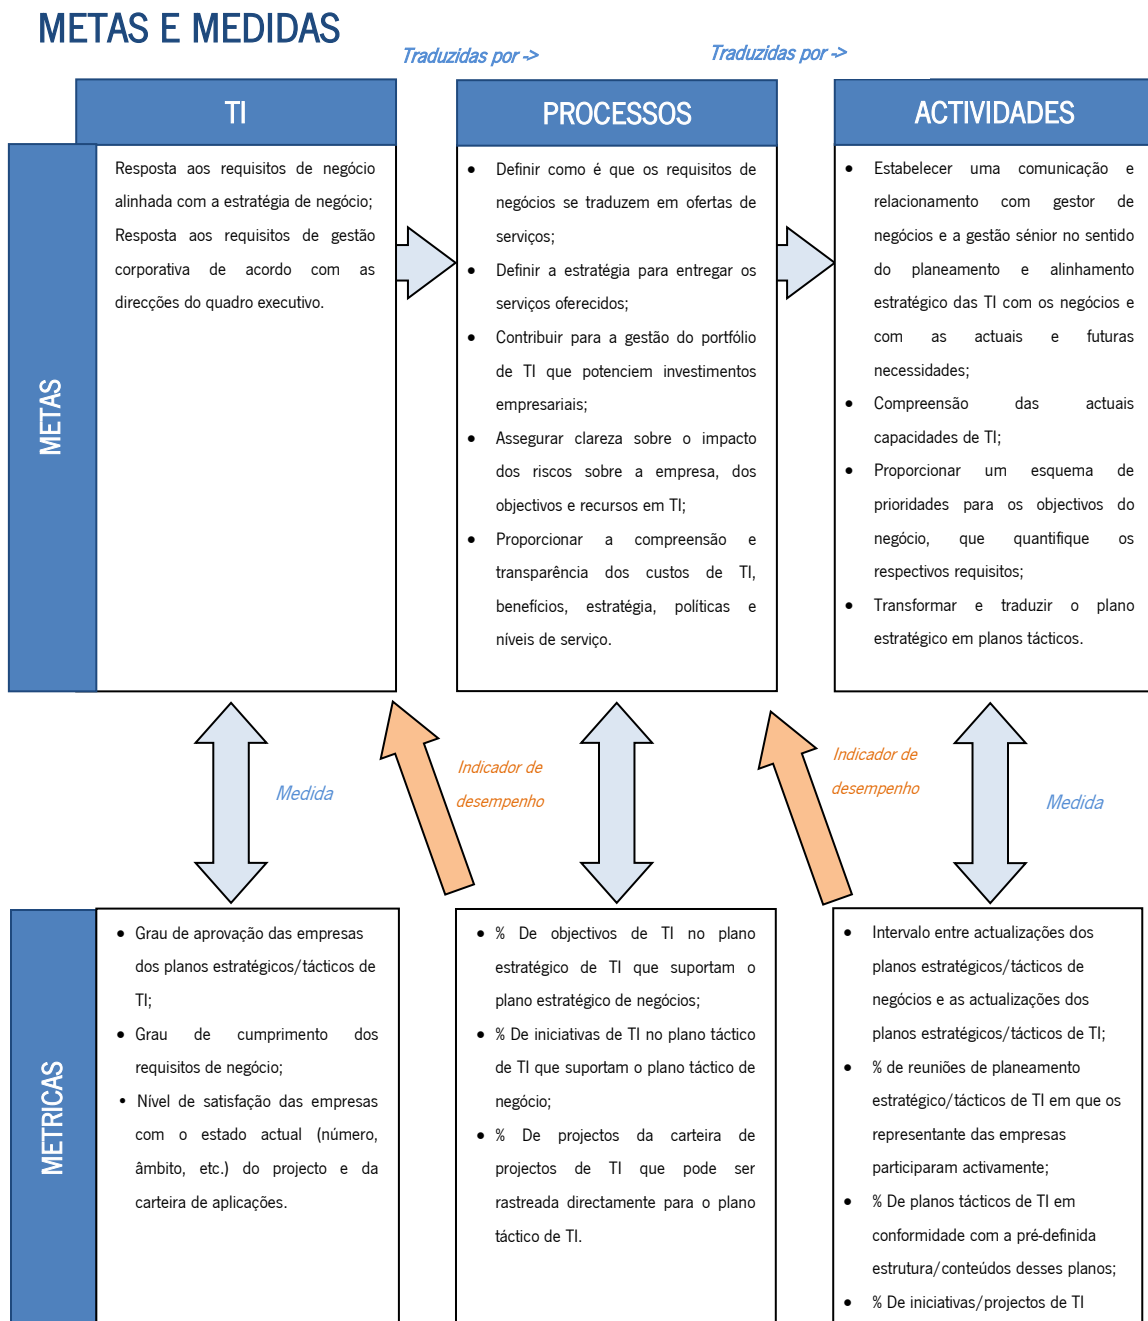 METAS E MEDIDAS
Traduzidas por ->
Traduzidas por ->
TI
PROCESSOS
ACTIVIDADES
METAS
Resposta aos requisitos de negócio
alinhada com a estratégia de negócio;
Resposta aos requisitos de gestão
corporativa de acordo com as
direcções do quadro executivo.
• Definir como é que os requisitos de
negócios se traduzem em ofertas de
serviços;
• Definir a estratégia para entregar os
serviços oferecidos;
• Contribuir para a gestão do portfólio
de TI que potenciem investimentos
empresariais;
• Assegurar clareza sobre o impacto
dos riscos sobre a empresa, dos
objectivos e recursos em TI;
• Proporcionar a compreensão e
transparência dos custos de TI,
benefícios, estratégia, políticas e
níveis de serviço.
• Estabelecer uma comunicação e
relacionamento com gestor de
negócios e a gestão sénior no sentido
do planeamento e alinhamento
estratégico das TI com os negócios e
com as actuais e futuras
necessidades;
• Compreensão das actuais
capacidades de TI;
• Proporcionar um esquema de
prioridades para os objectivos do
negócio, que quantifique os
respectivos requisitos;
• Transformar e traduzir o plano
estratégico em planos tácticos.
Medida
Indicador de
desempenho
Indicador de
desempenho
Medida
METRICAS
• Grau de aprovação das empresas
dos planos estratégicos/tácticos de
TI;
• Grau de cumprimento dos
requisitos de negócio;
• Nível de satisfação das empresas
com o estado actual (número,
âmbito, etc.) do projecto e da
carteira de aplicações.
• % De objectivos de TI no plano
estratégico de TI que suportam o
plano estratégico de negócios;
• % De iniciativas de TI no plano táctico
de TI que suportam o plano táctico de
negócio;
• % De projectos da carteira de
projectos de TI que pode ser
rastreada directamente para o plano
táctico de TI.
• Intervalo entre actualizações dos
planos estratégicos/tácticos de
negócios e as actualizações dos
planos estratégicos/tácticos de TI;
• % de reuniões de planeamento
estratégico/tácticos de TI em que os
representante das empresas
participaram activamente;
• % De planos tácticos de TI em
conformidade com a pré-definida
estrutura/conteúdos desses planos;
• % De iniciativas/projectos de TI